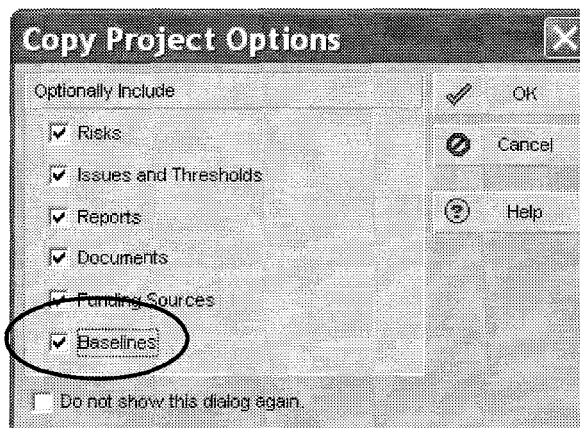 Copy Project Options
Optionally Include
Risks
Issues and Thresholds
Reports
Documents
Funding Sources
Baselines
Do not show this dialog again.
OK
Cancel
Help